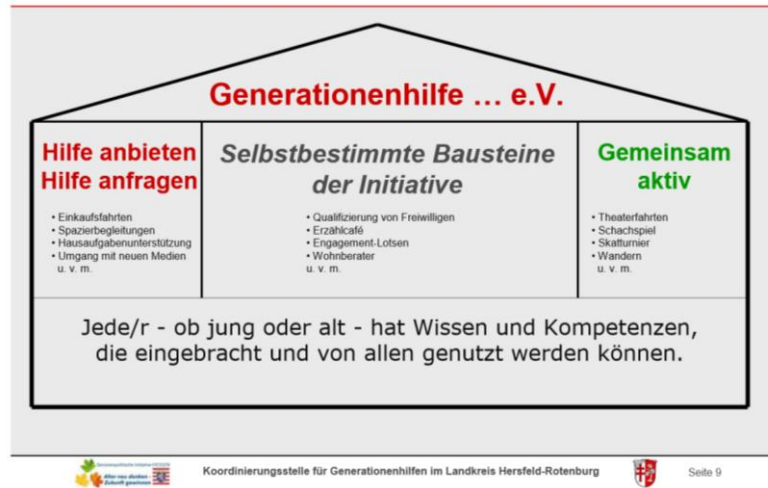 Generationenhilfe … e.V.
Hilfe anbieten
Hilfe anfragen
• Einkaufsfahrten
• Spazierbegleitungen
• Hausaufgabenunterstützung
• Umgang mit neuen Medien
u. v. m.
Selbstbestimmte Bausteine
der Initiative
• Qualifizierung von Freiwilligen
• Erzählcafé
• Engagement-Lotsen
• Wohnberater
u. v. m.
Gemeinsam
aktiv
• Theaterfahrten
• Schachspiel
• Skatturnier
• Wandern
u. v. m.
Jede/r - ob jung oder alt - hat Wissen und Kompetenzen,
die eingebracht und von allen genutzt werden können.
Seniorenpolitische Initiative HESSEN
Alter neu denken -
Zukunft gewinnen
Koordinierungsstelle für Generationenhilfen im Landkreis Hersfeld-Rotenburg
Seite 9